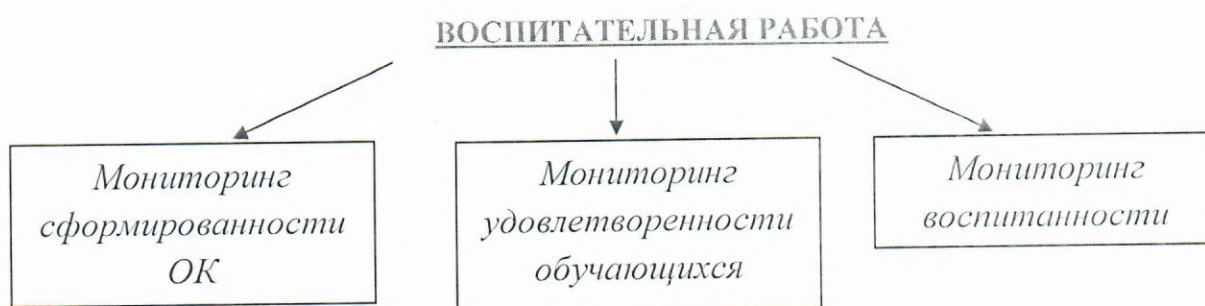 ВОСПИТАТЕЛЬНАЯ РАБОТА
Мониторинг
сформированности
ОК
Мониторинг
удовлетворенности
обучающихся
Мониторинг
воспитанности